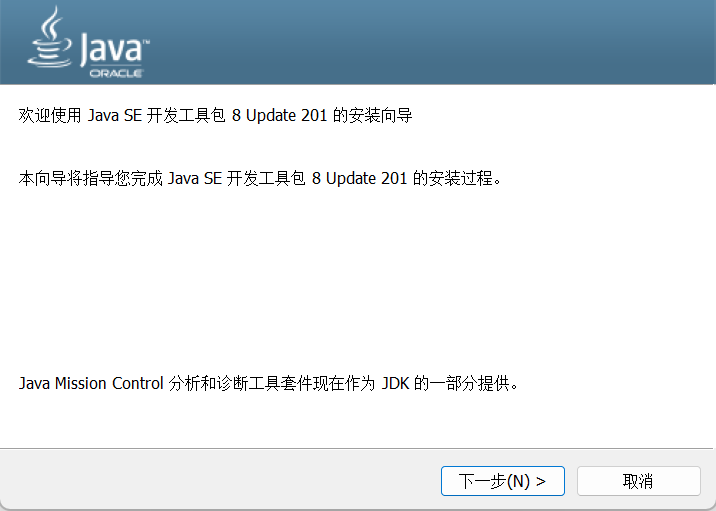 Java™
ORACLE
欢迎使用 Java SE 开发工具包 8 Update 201 的安装向导
本向导将指导您完成 Java SE 开发工具包 8 Update 201 的安装过程。
Java Mission Control 分析和诊断工具套件现在作为 JDK 的一部分提供。
下一步(N) >
取消